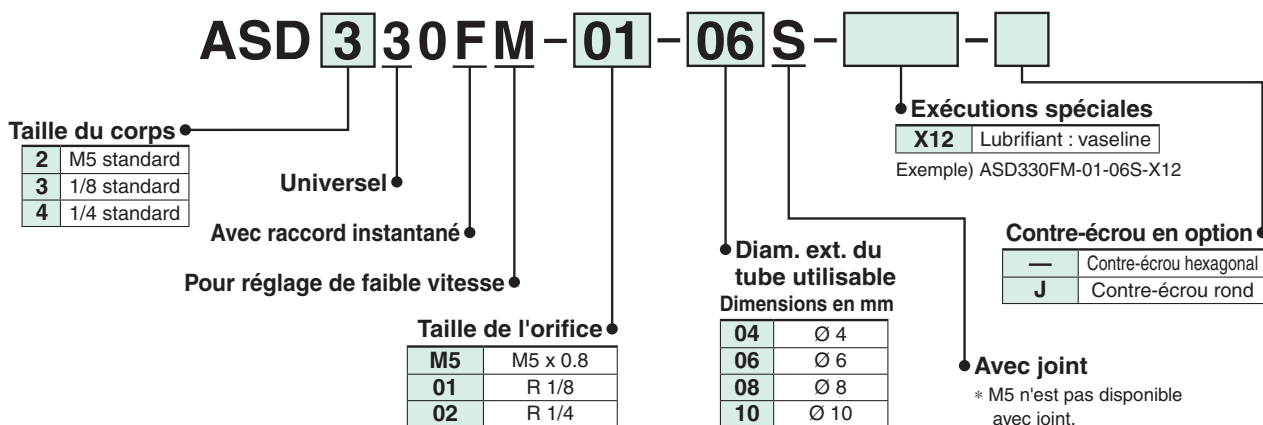 ASD 3 3 0 F M – 01 – 06 S –  –
Taille du corps
2 M5 standard
3 1/8 standard
4 1/4 standard
Universel
Avec raccord instantané
Pour réglage de faible vitesse
Taille de l'orifice
M5 M5 x 0.8
01 R 1/8
02 R 1/4
Diam. ext. du
tube utilisable
Dimensions en mm
04 Ø 4
06 Ø 6
08 Ø 8
10 Ø 10
Avec joint
* M5 n'est pas disponible
avec joint.
Exécutions spéciales
X12 Lubrifiant : vaseline
Exemple) ASD330FM-01-06S-X12
Contre-écrou en option
— Contre-écrou hexagonal
J Contre-écrou rond